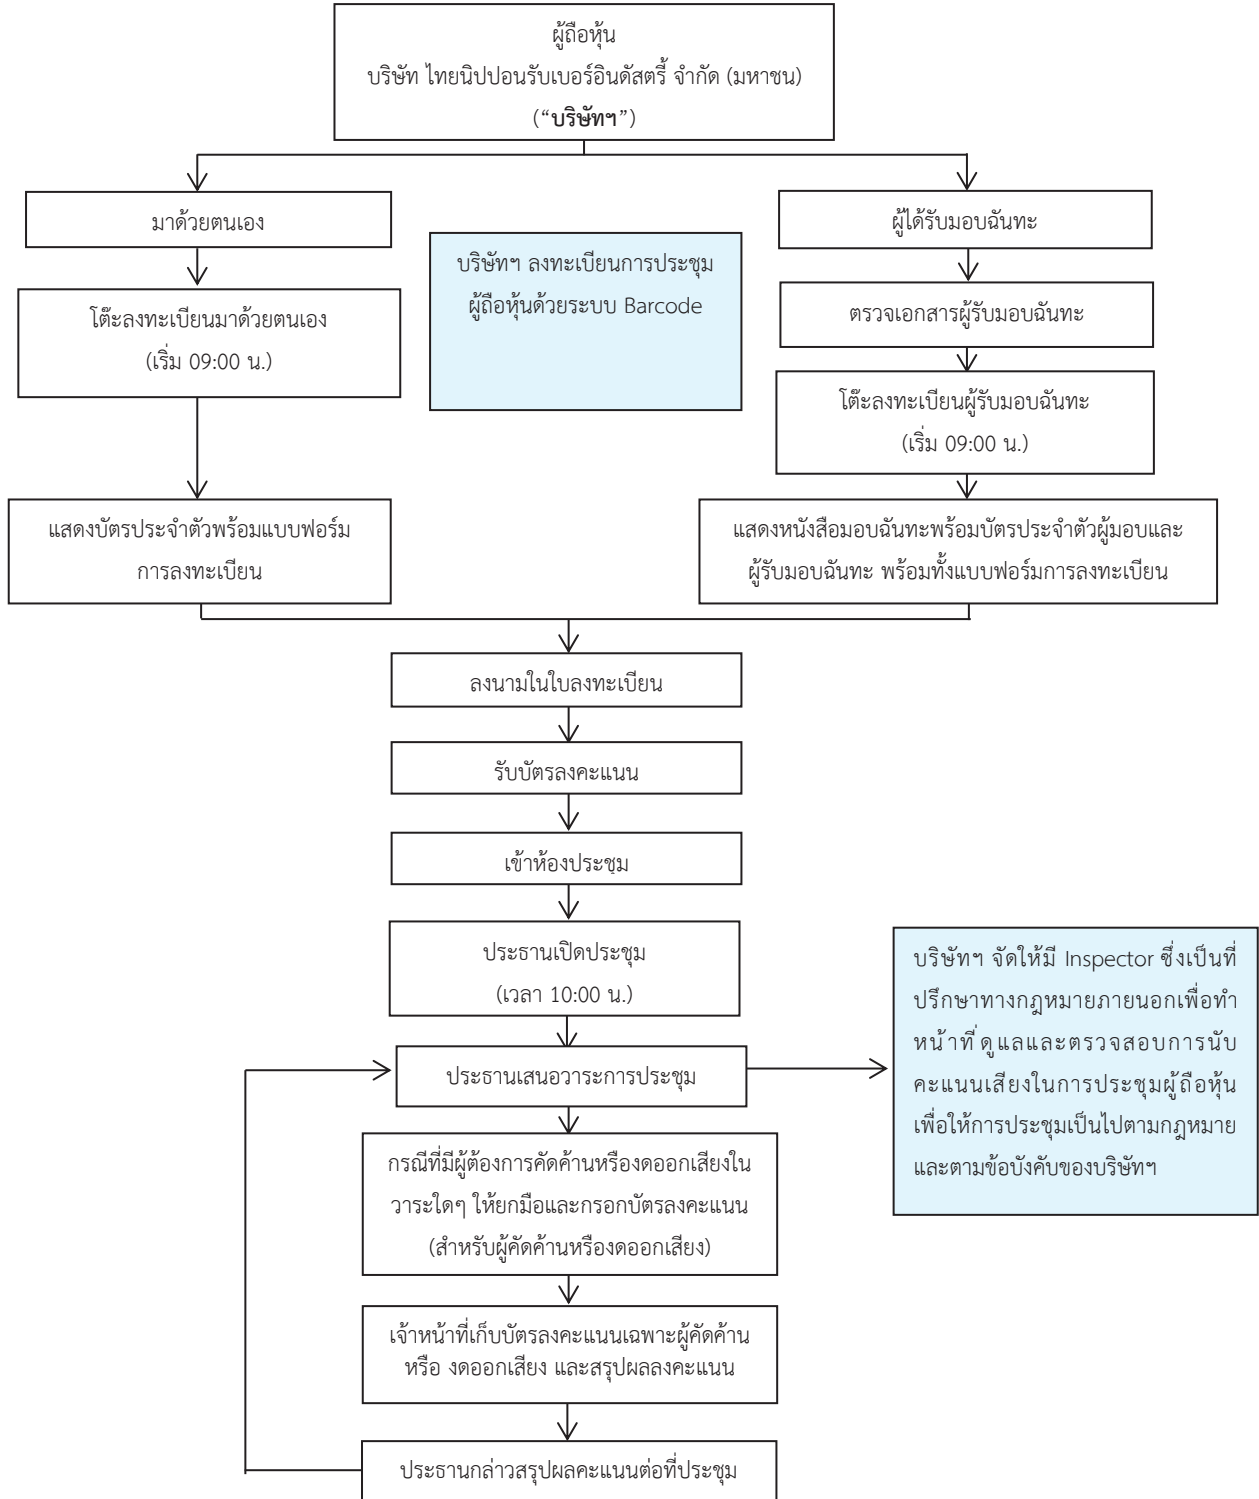 ผู้ถือหุ้น
บริษัท ไทยนิปปอนรับเบอร์อินดัสตรี้ จำกัด (มหาชน)
(“บริษัทฯ”)
มาด้วยตนเอง
ผู้ได้รับมอบฉันทะ
บริษัทฯ ลงทะเบียนการประชุม
ผู้ถือหุ้นด้วยระบบ Barcode
โต๊ะลงทะเบียนมาด้วยตนเอง
(เริ่ม 09:00 น.)
ตรวจเอกสารผู้รับมอบฉันทะ
โต๊ะลงทะเบียนผู้รับมอบฉันทะ
(เริ่ม 09:00 น.)
แสดงบัตรประจำตัวพร้อมแบบฟอร์ม
การลงทะเบียน
แสดงหนังสือมอบฉันทะพร้อมบัตรประจำตัวผู้มอบและ
ผู้รับมอบฉันทะ พร้อมทั้งแบบฟอร์มการลงทะเบียน
ลงนามในใบลงทะเบียน
รับบัตรลงคะแนน
เข้าห้องประชุม
ประธานเปิดประชุม
(เวลา 10:00 น.)
บริษัทฯ จัดให้มี Inspector ซึ่งเป็นที่
ปรึกษาทางกฎหมายภายนอกเพื่อทำ
หน้าที่ดูแลและตรวจสอบการนับ
คะแนนเสียงในการประชุมผู้ถือหุ้น
เพื่อให้การประชุมเป็นไปตามกฎหมาย
และตามข้อบังคับของบริษัทฯ
ประธานเสนอวาระการประชุม
กรณีที่มีผู้ต้องการคัดค้านหรืองดออกเสียงใน
วาระใดๆ ให้ยกมือและกรอกบัตรลงคะแนน
(สำหรับผู้คัดค้านหรืองดออกเสียง)
เจ้าหน้าที่เก็บบัตรลงคะแนนเฉพาะผู้คัดค้าน
หรือ งดออกเสียง และสรุปผลลงคะแนน
ประธานกล่าวสรุปผลคะแนนต่อที่ประชุม